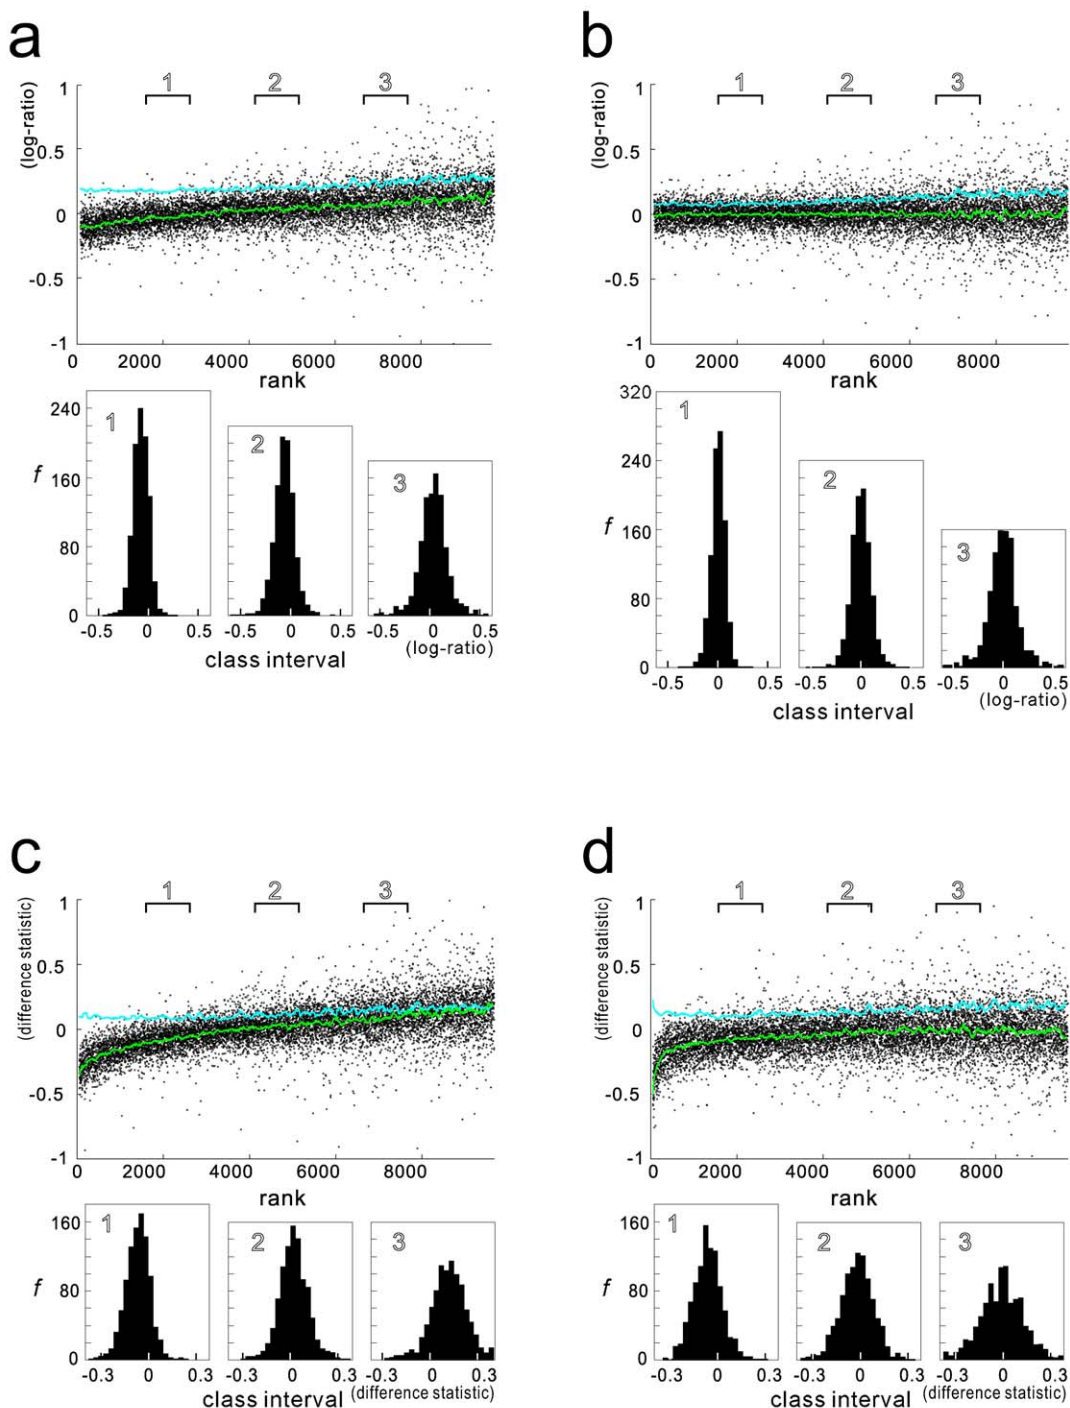 a
1 2 3
(log-ratio)
1
0.5
0
-0.5
-1
0 2000 4000 6000 8000
rank
240
160
80
0
f
1
2
3
-0.5 0 0.5
-0.5 0 0.5
-0.5 0 0.5
(log-ratio)
class interval
b
1 2 3
(log-ratio)
1
0.5
0
-0.5
-1
0 2000 4000 6000 8000
rank
320
240
160
80
0
f
1
2
3
-0.5 0 0.5
-0.5 0 0.5
-0.5 0 0.5
(log-ratio)
class interval
c
1 2 3
(difference statistic)
1
0.5
0
-0.5
-1
0 2000 4000 6000 8000
rank
160
80
0
f
1
2
3
-0.3 0 0.3
-0.3 0 0.3
-0.3 0 0.3
class interval (difference statistic)
d
1 2 3
(difference statistic)
1
0.5
0
-0.5
-1
0 2000 4000 6000 8000
rank
160
80
0
f
1
2
3
-0.3 0 0.3
-0.3 0 0.3
-0.3 0 0.3
class interval (difference statistic)